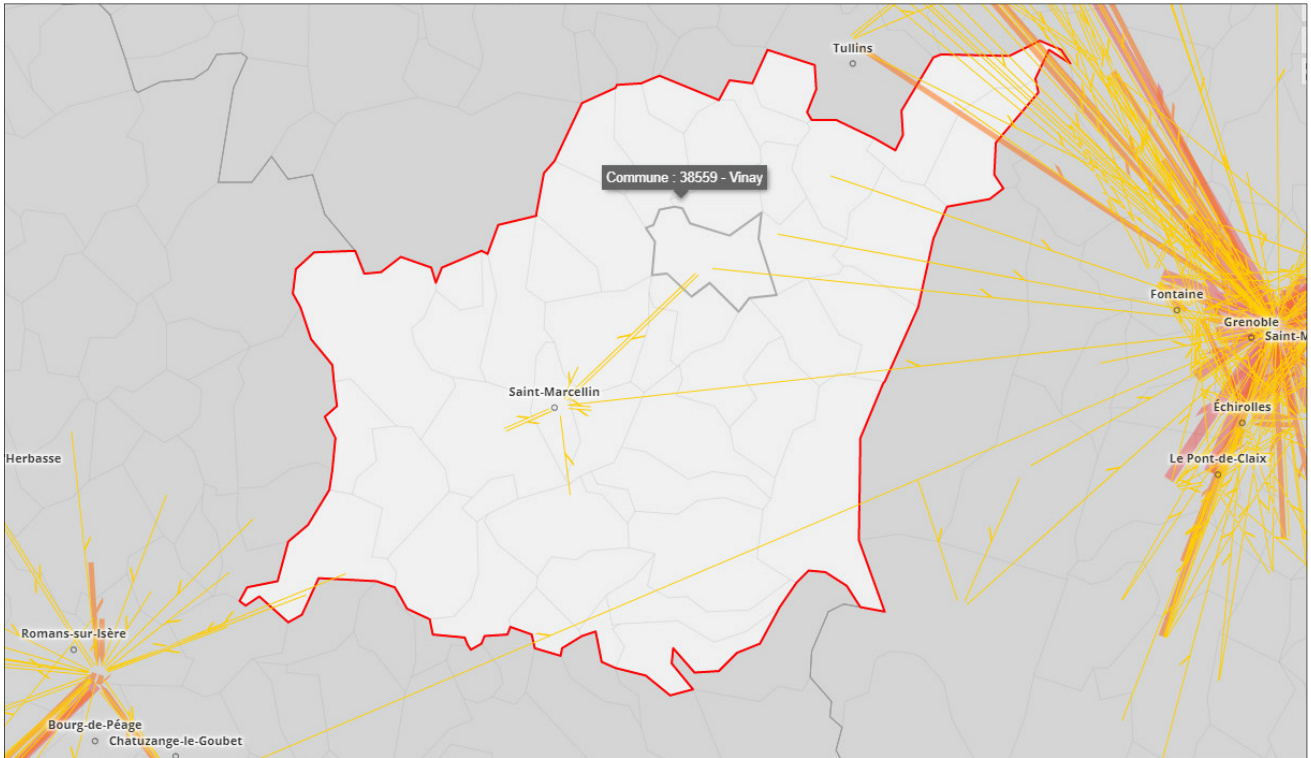 Tullins
Commune : 38559 - Vinay
Fontaine
Grenoble
Saint-M
Saint-Marcellin
Échirolles
'Herbasse
Le Pont-de-Claix
Romans-sur-Isère
Bourg-de-Péage
Chatuzange-le-Goubet